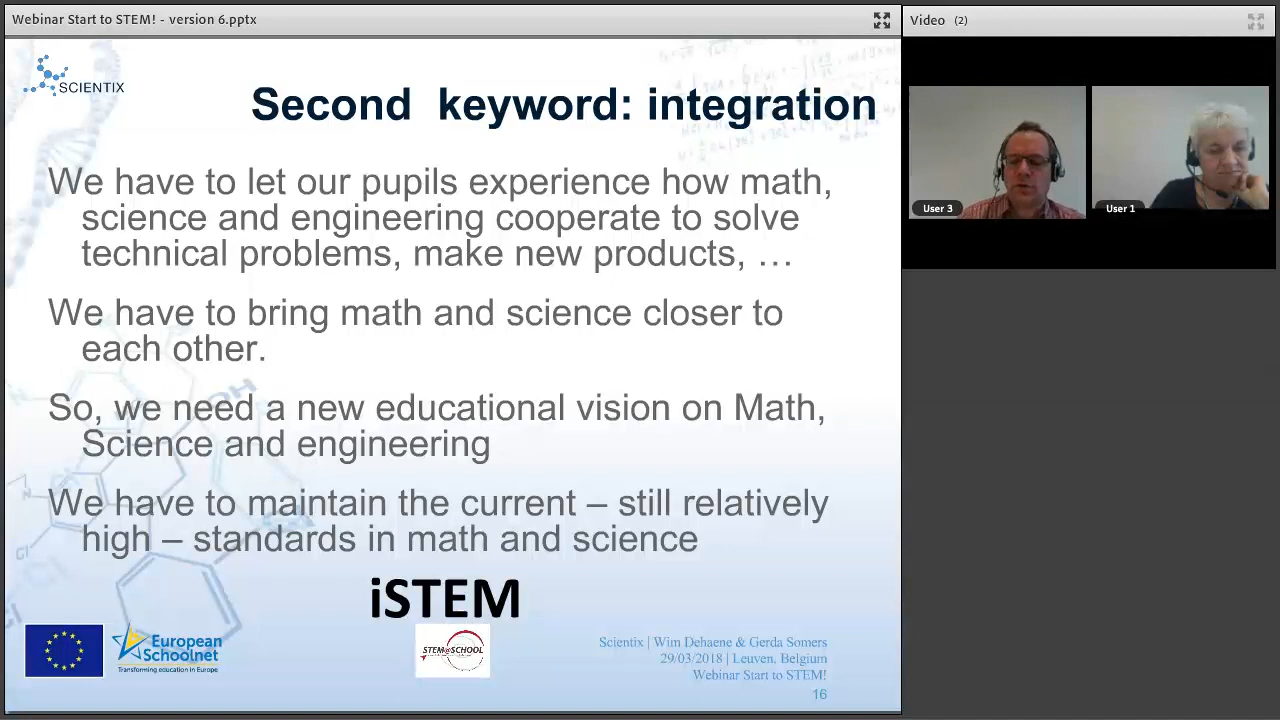 Webinar Start to STEM! - version 6.pptx
Video (2)
SCIENTIX
Second keyword: integration
We have to let our pupils experience how math,
science and engineering cooperate to solve
technical problems, make new products, …
We have to bring math and science closer to
each other.
So, we need a new educational vision on Math,
Science and engineering
We have to maintain the current – still relatively
high – standards in math and science
iSTEM
European
Schoolnet
Transforming education in Europe
STEM@SCHOOL
Scientix | Wim Dehaene & Gerda Somers
29/03/2018 | Leuven, Belgium
Webinar Start to STEM!
16
User 3
User 1